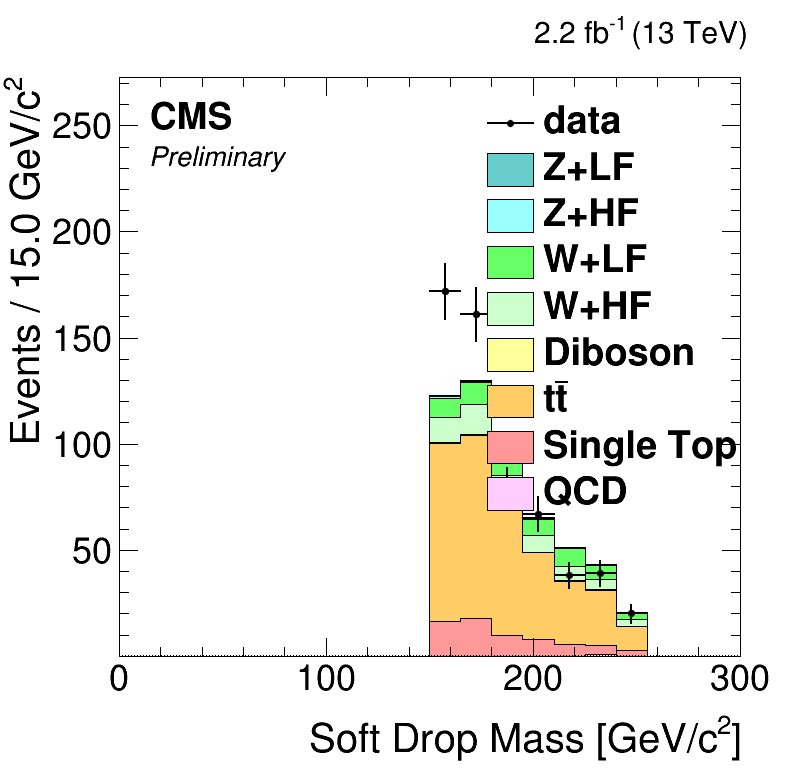 2.2 fb⁻¹ (13 TeV)
CMS
Preliminary
data
Z+LF
Z+HF
W+LF
W+HF
Diboson
tt̄
Single Top
QCD
Events / 15.0 GeV/c²
250
200
150
100
50
0 100 200 300
Soft Drop Mass [GeV/c²]